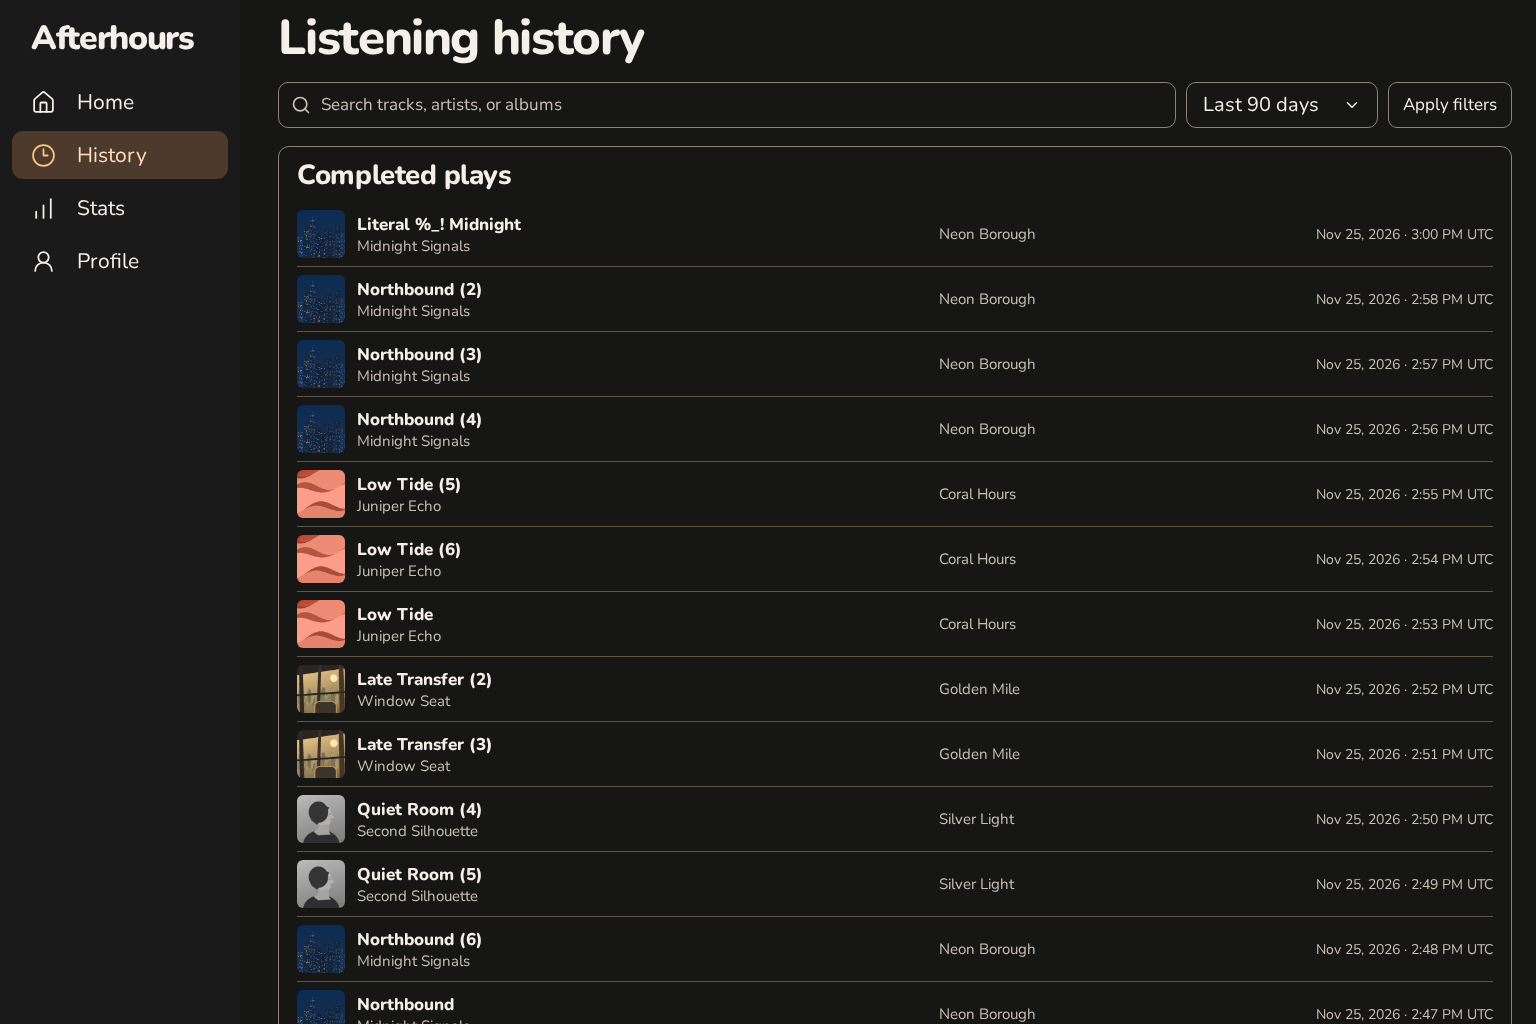 Afterhours
Home
History
Stats
Profile
Listening history
Search tracks, artists, or albums
Last 90 days
Apply filters
Completed plays
Literal %_! Midnight
Midnight Signals
Neon Borough
Nov 25, 2026 · 3:00 PM UTC
Northbound (2)
Midnight Signals
Neon Borough
Nov 25, 2026 · 2:58 PM UTC
Northbound (3)
Midnight Signals
Neon Borough
Nov 25, 2026 · 2:57 PM UTC
Northbound (4)
Midnight Signals
Neon Borough
Nov 25, 2026 · 2:56 PM UTC
Low Tide (5)
Juniper Echo
Coral Hours
Nov 25, 2026 · 2:55 PM UTC
Low Tide (6)
Juniper Echo
Coral Hours
Nov 25, 2026 · 2:54 PM UTC
Low Tide
Juniper Echo
Coral Hours
Nov 25, 2026 · 2:53 PM UTC
Late Transfer (2)
Window Seat
Golden Mile
Nov 25, 2026 · 2:52 PM UTC
Late Transfer (3)
Window Seat
Golden Mile
Nov 25, 2026 · 2:51 PM UTC
Quiet Room (4)
Second Silhouette
Silver Light
Nov 25, 2026 · 2:50 PM UTC
Quiet Room (5)
Second Silhouette
Silver Light
Nov 25, 2026 · 2:49 PM UTC
Northbound (6)
Midnight Signals
Neon Borough
Nov 25, 2026 · 2:48 PM UTC
Northbound
Midnight Signals
Neon Borough
Nov 25, 2026 · 2:47 PM UTC